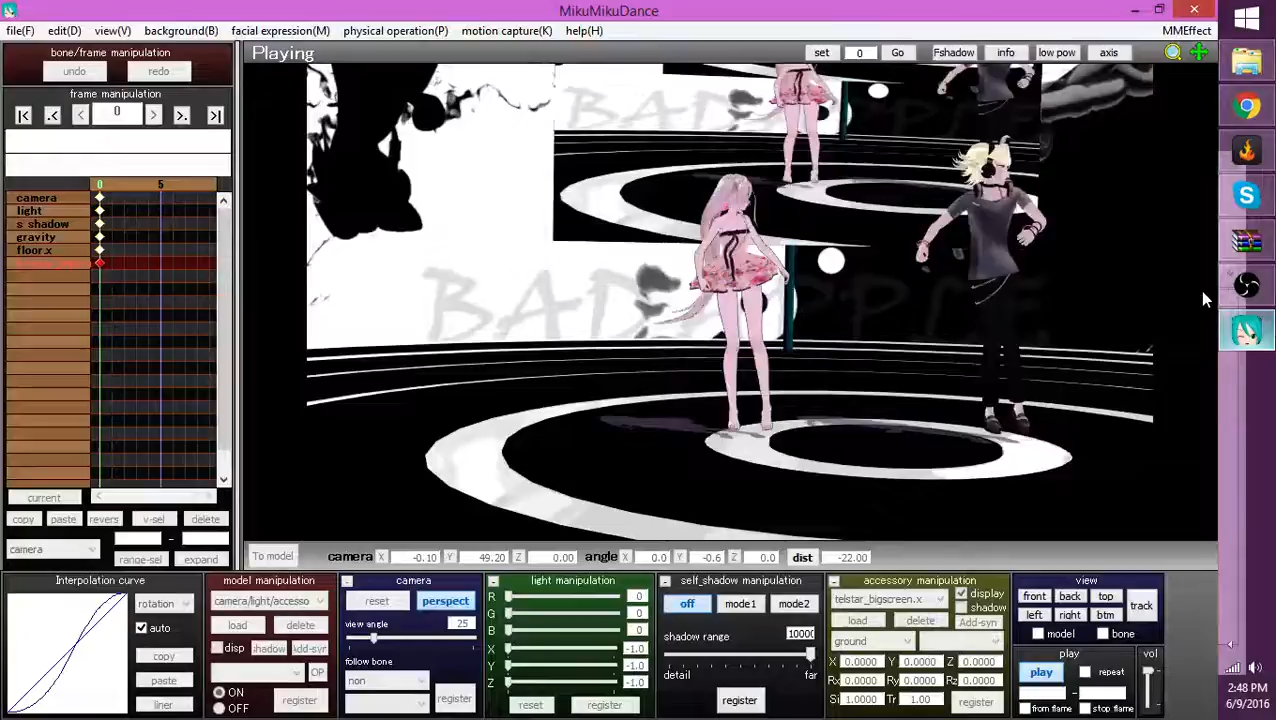 MikuMikuDance
file(F) edit(D) view(V) background(B) facial expression(M) physical operation(P) motion capture(K) help(H) MMEffect
bone/frame manipulation
undo redo
frame manipulation
0
0 5
camera
light
s shadow
gravity
floor.x
current
copy paste revers v-sel delete
camera - range-sel expand
Playing set 0 Go Fshadow info low pow axis
BAD
BAD APPLE
To model camera X -0.10 Y 49.20 Z 0.00 angle X 0.0 Y -0.6 Z 0.0 dist -22.00
Interpolation curve
rotation
auto
copy
paste
liner
model manipulation
camera/light/accesso
load delete
disp shadow Add-syn
OP
ON
OFF
register
camera
reset perspect
view angle 25
follow bone
non
register
light manipulation
R 0
G 0
B 0
X -1.0
Y -1.0
Z -1.0
reset register
self_shadow manipulation
off mode1 mode2
shadow range 10000
detail far
register
accessory manipulation
telstar_bigscreen.x display
shadow
load delete Add-syn
ground
X 0.0000 Y 0.0000 Z 0.0000
Rx 0.0000 Ry 0.0000 Rz 0.0000
Si 1.0000 Tr 1.00 register
view
front back top
left right btm track
model bone
play
play repeat
-
from flame stop flame
vol
2:48 PM
6/9/2016